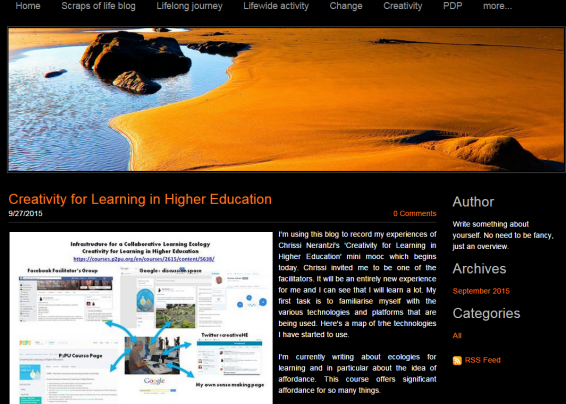 Home Scraps of life blog Lifelong journey Lifewide activity Change Creativity PDP more...
Creativity for Learning in Higher Education
9/27/2015 0 Comments
Infrastructure for a Collaborative Learning Ecology
Creativity for Learning in Higher Education
https://courses.p2pu.org/en/courses/2615/content/5638/
Facebook Facilitator's Group
Google+ discussion space
Twitter #creativeHE
P2PU Course Page
Google
My own sense making page
I'm using this blog to record my experiences of
Chrissi Nerantzi's 'Creativity for Learning in
Higher Education' mini mooc which begins
today. Chrissi invited me to be one of the
facilitators. It will be an entirely new experience
for me and I can see that I will learn a lot. My
first task is to familiarise myself with the
various technologies and platforms that are
being used. Here's a map of trhe technologies
I have started to use.
I'm currently writing about ecologies for
learning and in particular about the idea of
affordance. This course offers significant
affordance for so many things.
Author
Write something about
yourself. No need to be fancy,
just an overview.
Archives
September 2015
Categories
All
RSS Feed